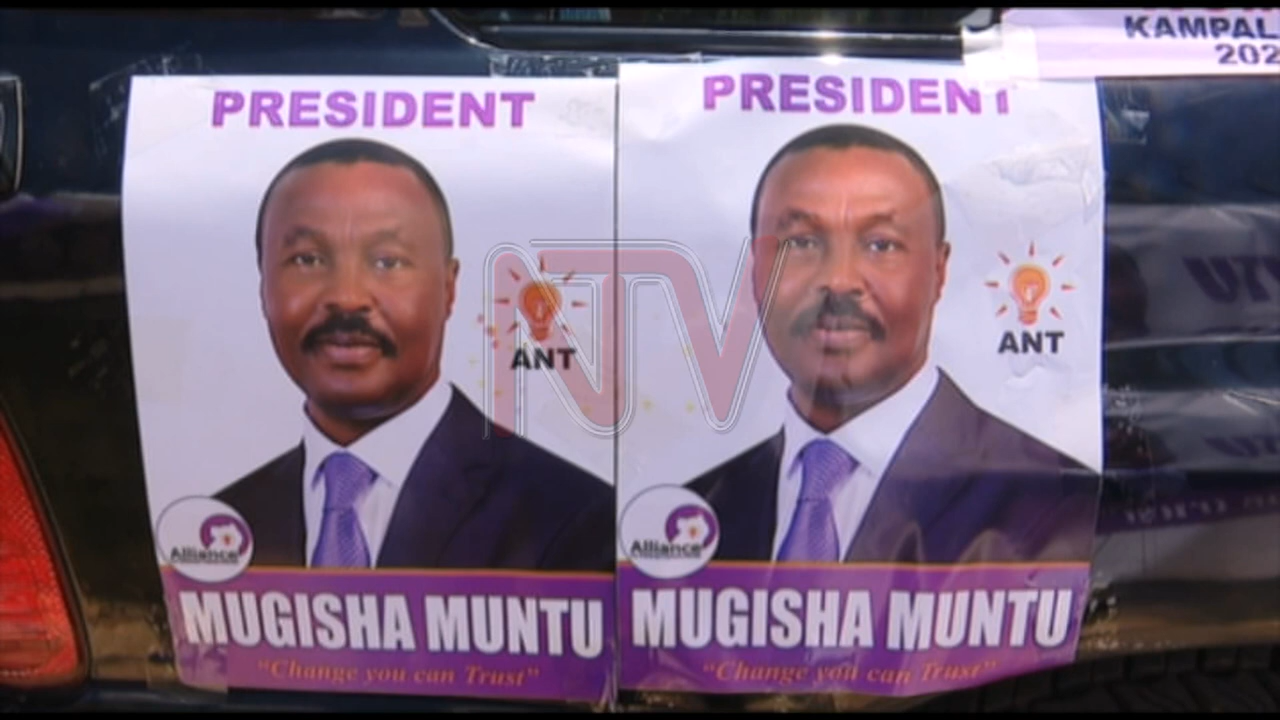 KAMPAL
202
PRESIDENT
ANT
Alliance
MUGISHA MUNTU
"Change you can Trust"
PRESIDENT
ANT
Alliance
MUGISHA MUNTU
"Change you can Trust"
NTV